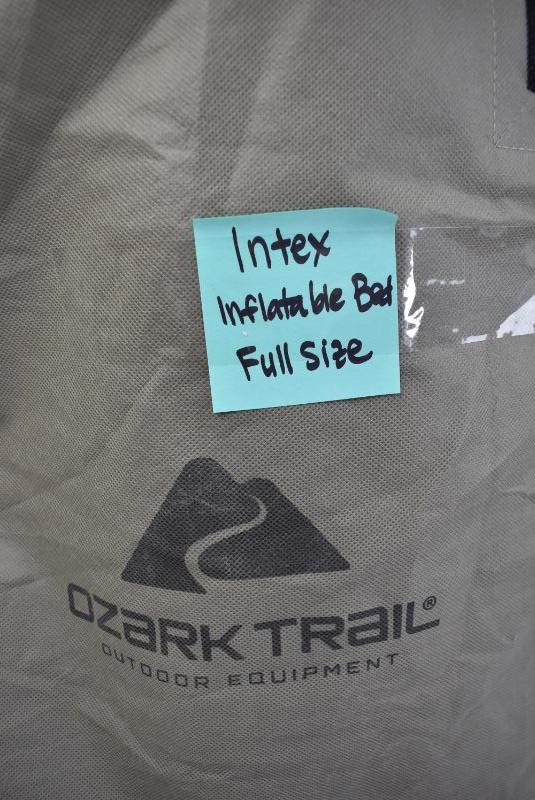 Intex
Inflatable Bed
Full Size
OZARK TRAIL®
OUTDOOR EQUIPMENT